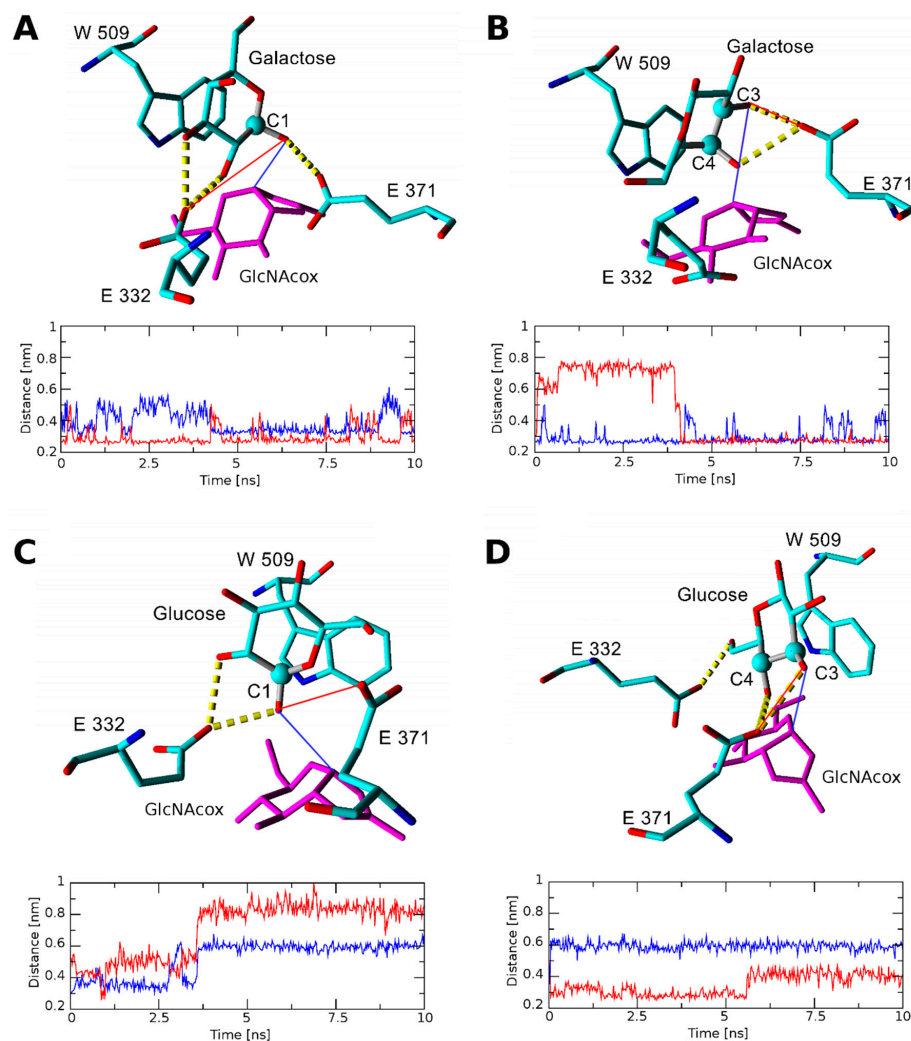 A
W 509
Galactose
C1
E 371
GlcNAcox
E 332
Distance [nm]
1
0.8
0.6
0.4
0.2
0 2.5 5 7.5 10
Time [ns]
B
Galactose
W 509
C3
C4
E 371
GlcNAcox
E 332
Distance [nm]
1
0.8
0.6
0.4
0.2
0 2.5 5 7.5 10
Time [ns]
C
W 509
Glucose
C1
E 332
E 371
GlcNAcox
Distance [nm]
1
0.8
0.6
0.4
0.2
0 2.5 5 7.5 10
Time [ns]
D
W 509
Glucose
E 332
C4
C3
GlcNAcox
E 371
Distance [nm]
1
0.8
0.6
0.4
0.2
0 2.5 5 7.5 10
Time [ns]